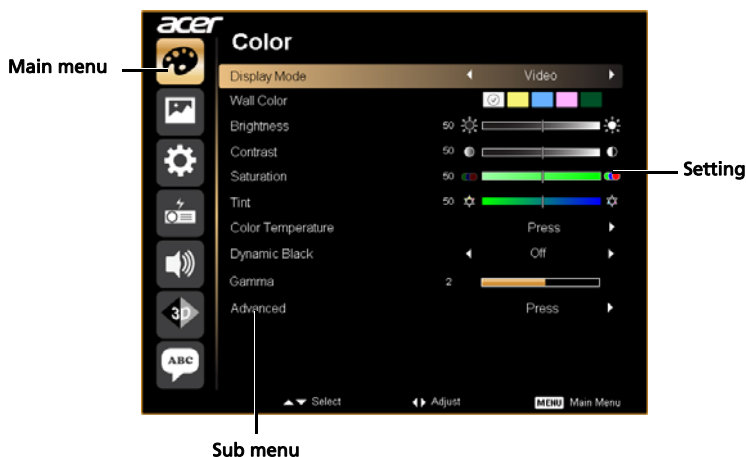 acer
Color
Main menu
Display Mode Video
Wall Color
Brightness 50
Contrast 50
Saturation 50
Setting
Tint 50
Color Temperature Press
Dynamic Black Off
Gamma 2
3D
Advanced Press
ABC
Select Adjust MENU Main Menu
Sub menu